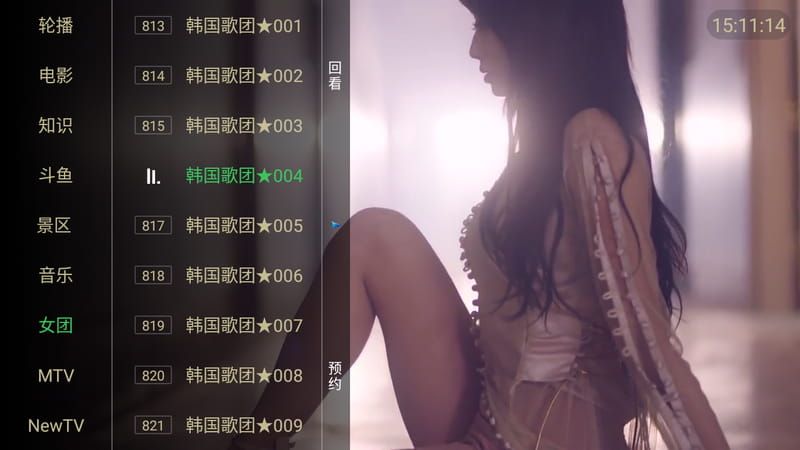 轮播
电影
知识
斗鱼
景区
音乐
女团
MTV
NewTV
813 韩国歌团★001
814 韩国歌团★002
815 韩国歌团★003
韩国歌团★004
817 韩国歌团★005
818 韩国歌团★006
819 韩国歌团★007
820 韩国歌团★008
821 韩国歌团★009
回看
预约
15:11:14